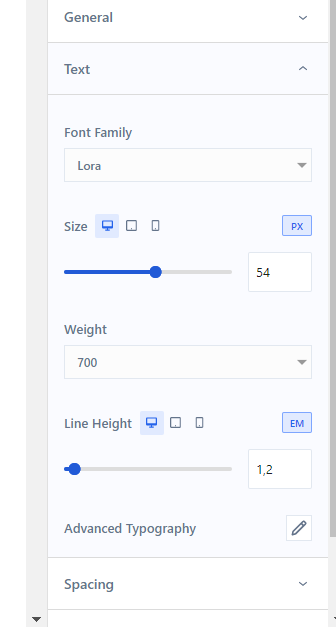 General
Text
Font Family
Lora
Size
PX
54
Weight
700
Line Height
EM
1,2
Advanced Typography
Spacing